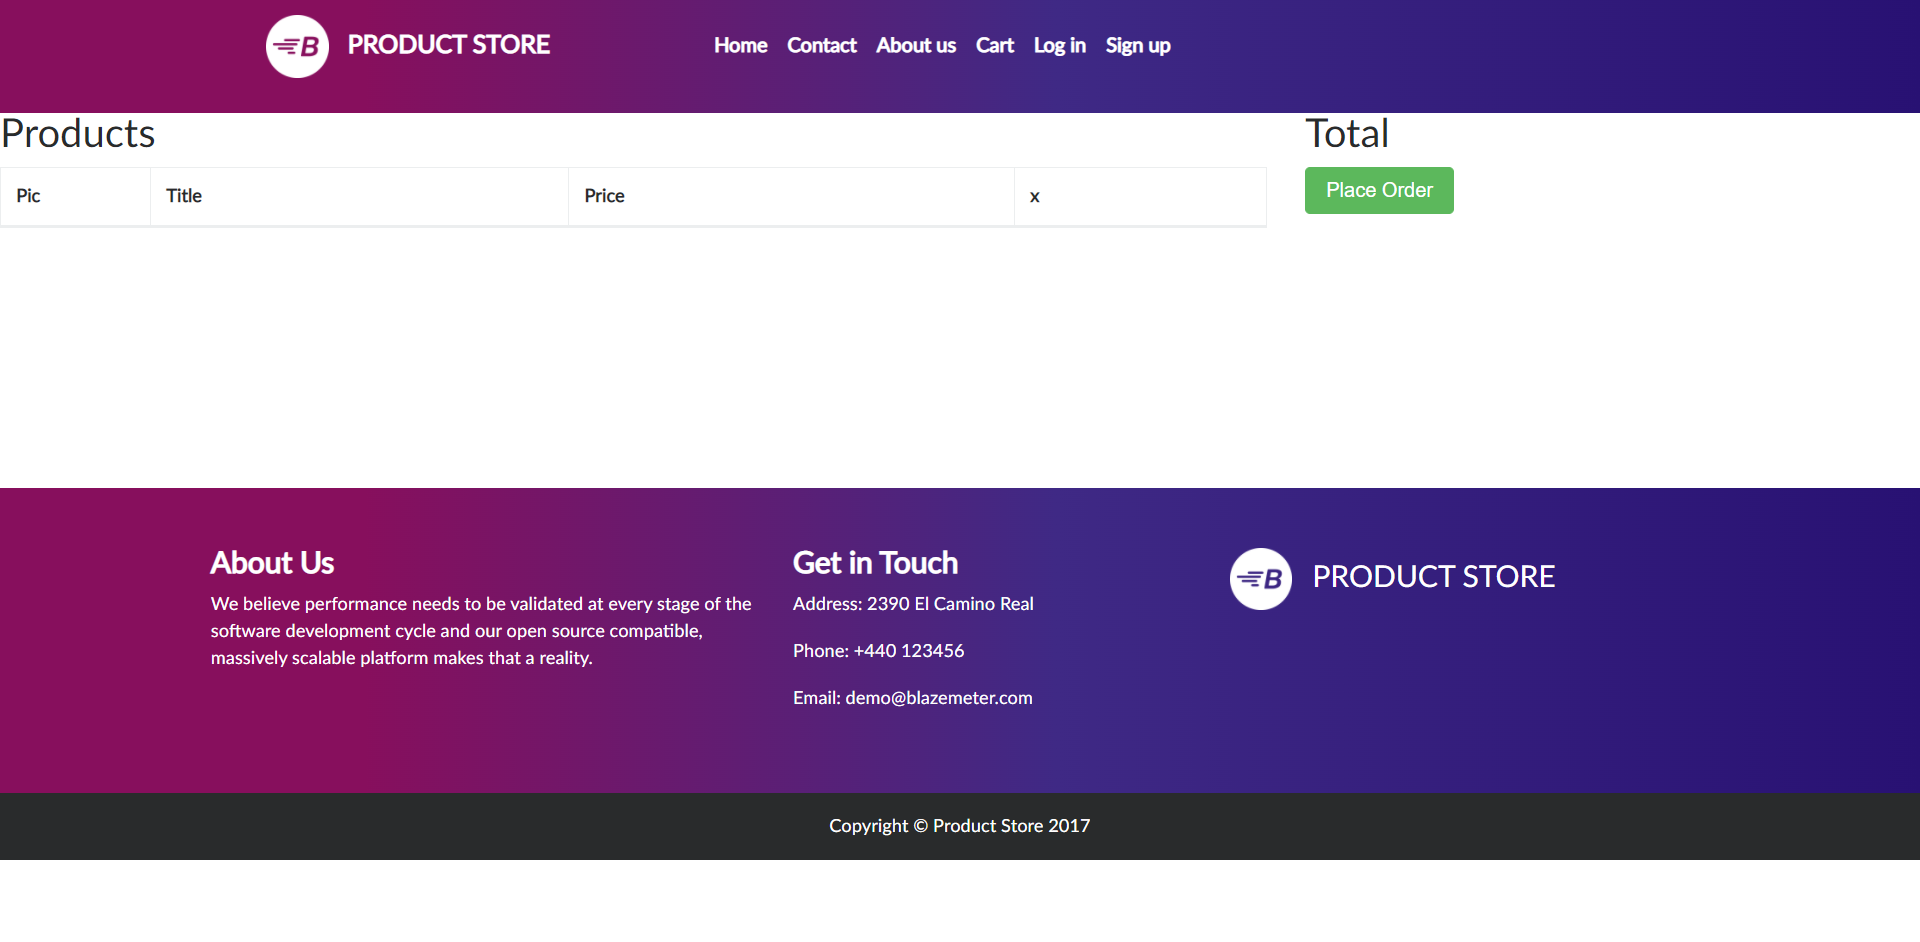 B PRODUCT STORE Home Contact About us Cart Log in Sign up
Products
Total
Pic Title Price x
Place Order
About Us
We believe performance needs to be validated at every stage of the
software development cycle and our open source compatible,
massively scalable platform makes that a reality.
Get in Touch
Address: 2390 El Camino Real
Phone: +440 123456
Email: demo@blazemeter.com
B PRODUCT STORE
Copyright © Product Store 2017